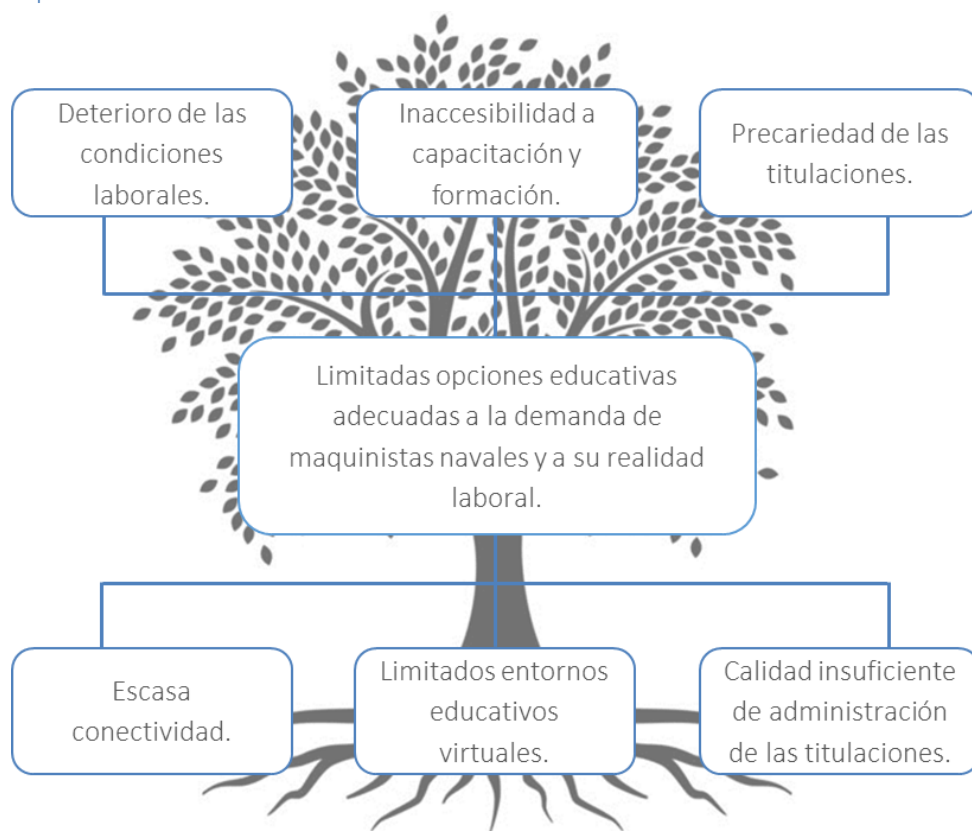 Deterioro de las
condiciones
laborales.
Inaccesibilidad a
capacitación y
formación.
Precariedad de las
titulaciones.
Limitadas opciones educativas
adecuadas a la demanda de
maquinistas navales y a su realidad
laboral.
Escasa
conectividad.
Limitados entornos
educativos
virtuales.
Calidad insuficiente
de administración
de las titulaciones.